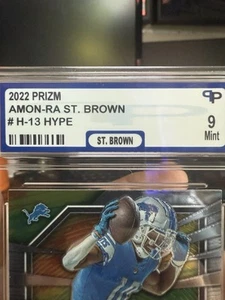 2022 PRIZM
AMON-RA ST. BROWN
# H-13 HYPE
ST. BROWN
9
Mint